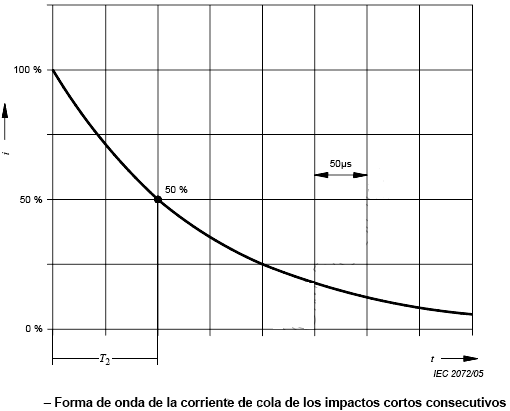 100 %
i
50µs
50 %
50 %
0 %
T2
t
IEC 2072/05
– Forma de onda de la corriente de cola de los impactos cortos consecutivos